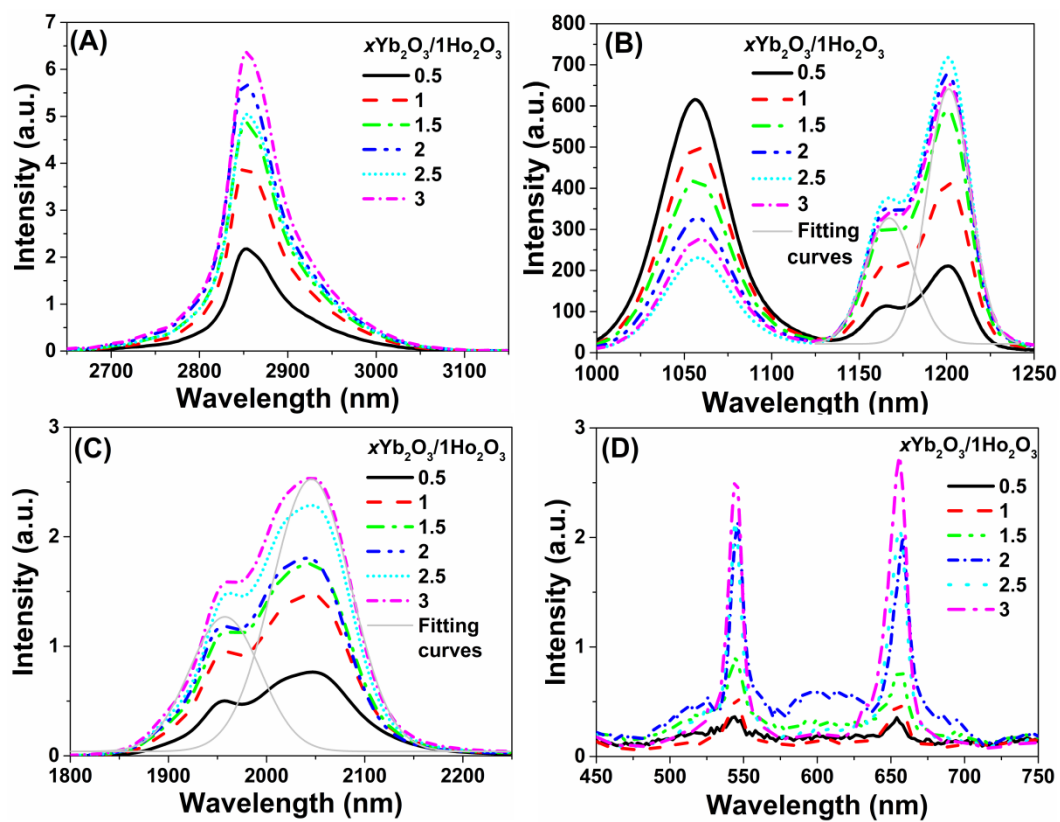 (A)
xYb₂O₃/1Ho₂O₃
0.5
1
1.5
2
2.5
3
Intensity (a.u.)
7
6
5
4
3
2
1
0
2700 2800 2900 3000 3100
Wavelength (nm)
(B)
xYb₂O₃/1Ho₂O₃
0.5
1
1.5
2
2.5
3
Fitting
curves
Intensity (a.u.)
800
700
600
500
400
300
200
100
0
1000 1050 1100 1150 1200 1250
Wavelength (nm)
(C)
xYb₂O₃/1Ho₂O₃
0.5
1
1.5
2
2.5
3
Fitting
curves
Intensity (a.u.)
3
2
1
0
1800 1900 2000 2100 2200
Wavelength (nm)
(D)
xYb₂O₃/1Ho₂O₃
0.5
1
1.5
2
2.5
3
Intensity (a.u.)
3
2
1
0
450 500 550 600 650 700 750
Wavelength (nm)